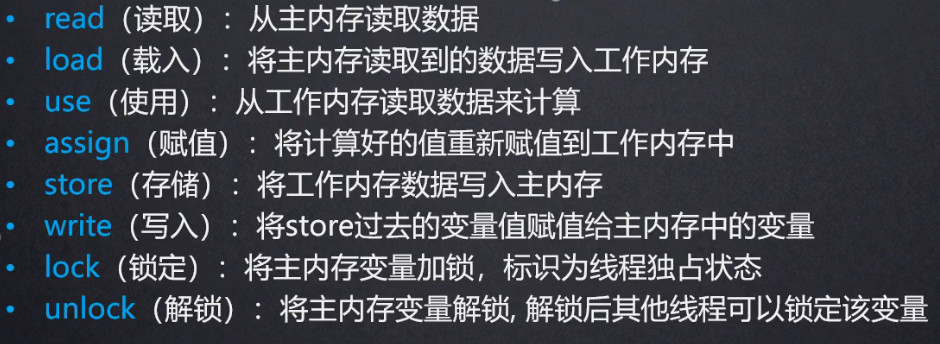 • read（读取）：从主内存读取数据
• load（载入）：将主内存读取到的数据写入工作内存
• use（使用）：从工作内存读取数据来计算
• assign（赋值）：将计算好的值重新赋值到工作内存中
• store（存储）：将工作内存数据写入主内存
• write（写入）：将store过去的变量值赋值给主内存中的变量
• lock（锁定）：将主内存变量加锁，标识为线程独占状态
• unlock（解锁）：将主内存变量解锁, 解锁后其他线程可以锁定该变量